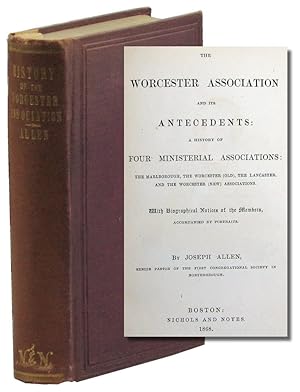 HISTORY
OF THE
WORCESTER
ASSOCIATION
ALLEN
N & N
THE
WORCESTER ASSOCIATION
AND ITS
ANTECEDENTS:
A HISTORY OF
FOUR MINISTERIAL ASSOCIATIONS:
THE MARLBOROUGH, THE WORCESTER (OLD), THE LANCASTER,
AND THE WORCESTER (NEW) ASSOCIATIONS.
With Biographical Notices of the Members,
ACCOMPANIED BY PORTRAITS.
BY JOSEPH ALLEN,
SENIOR PASTOR OF THE FIRST CONGREGATIONAL SOCIETY IN
NORTHBOROUGH.
BOSTON:
NICHOLS AND NOYES.
1868.